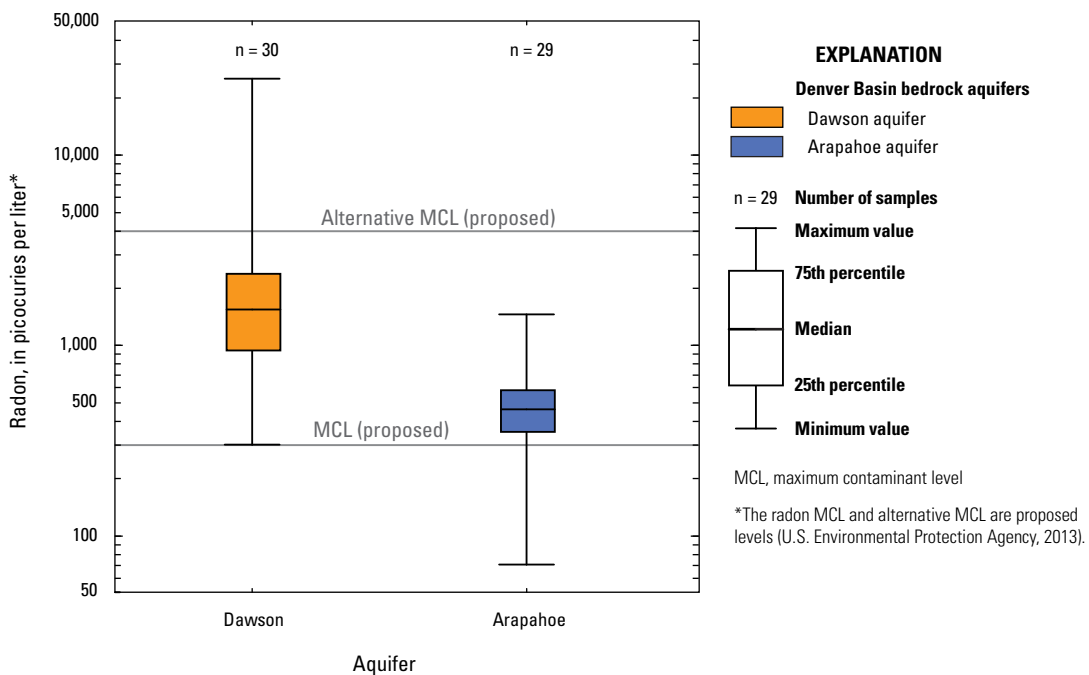 Radon, in picocuries per liter*
50,000
10,000
5,000
1,000
500
100
50
n = 30
n = 29
Alternative MCL (proposed)
MCL (proposed)
Dawson
Arapahoe
Aquifer
EXPLANATION
Denver Basin bedrock aquifers
Dawson aquifer
Arapahoe aquifer
n = 29 Number of samples
Maximum value
75th percentile
Median
25th percentile
Minimum value
MCL, maximum contaminant level
*The radon MCL and alternative MCL are proposed
levels (U.S. Environmental Protection Agency, 2013).